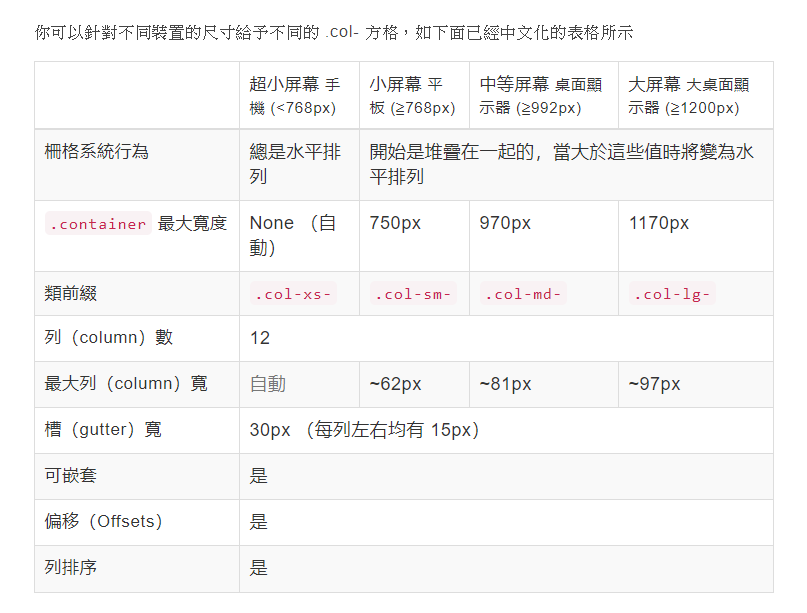 你可以針對不同裝置的尺寸給予不同的 .col- 方格，如下面已經中文化的表格所示
超小屏幕 手機 (<768px)
小屏幕 平板 (≧768px)
中等屏幕 桌面顯示器 (≧992px)
大屏幕 大桌面顯示器 (≧1200px)
柵格系統行為
總是水平排列
開始是堆疊在一起的，當大於這些值時將變為水平排列
.container 最大寬度
None （自動）
750px
970px
1170px
類前綴
.col-xs-
.col-sm-
.col-md-
.col-lg-
列（column）數
12
最大列（column）寬
自動
~62px
~81px
~97px
槽（gutter）寬
30px （每列左右均有 15px）
可嵌套
是
偏移（Offsets）
是
列排序
是